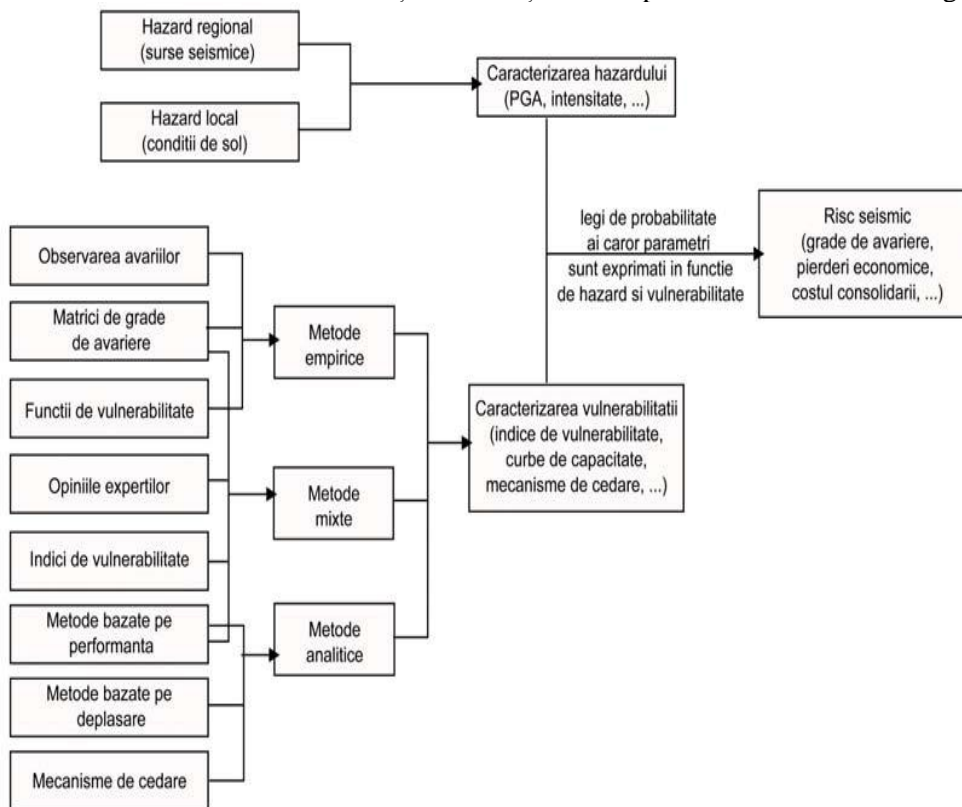 Hazard regional
(surse seismice)
Hazard local
(conditii de sol)
Caracterizarea hazardului
(PGA, intensitate, ...)
legi de probabilitate
ai caror parametri
sunt exprimati in functie
de hazard si vulnerabilitate
Risc seismic
(grade de avariere,
pierderi economice,
costul consolidarii, ...)
Observarea avariilor
Matrici de grade
de avariere
Functii de vulnerabilitate
Opiniile expertilor
Indici de vulnerabilitate
Metode bazate pe
performanta
Metode bazate pe
deplasare
Mecanisme de cedare
Metode
empirice
Metode
mixte
Metode
analitice
Caracterizarea vulnerabilitatii
(indice de vulnerabilitate,
curbe de capacitate,
mecanisme de cedare, ...)